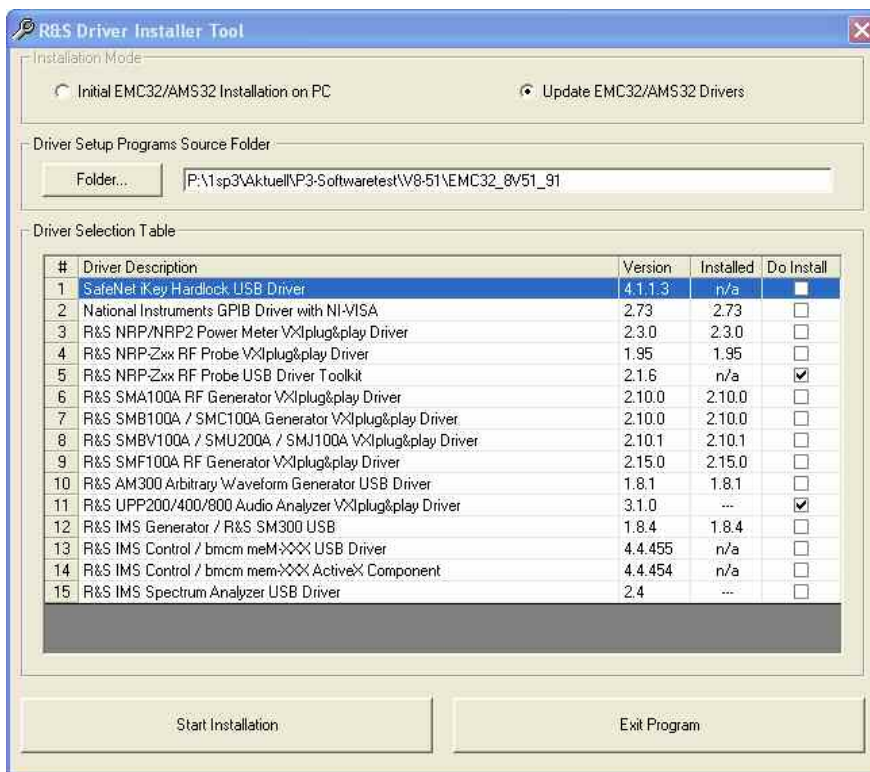 R&S Driver Installer Tool
Installation Mode
Initial EMC32/AMS32 Installation on PC
Update EMC32/AMS32 Drivers
Driver Setup Programs Source Folder
Folder...
P:\1sp3\Aktuell\P3-Softwaretest\V8-51\EMC32_8V51_91
Driver Selection Table
# Driver Description Version Installed Do Install
1 SafeNet iKey Hardlock USB Driver 4.1.1.3 n/a
2 National Instruments GPIB Driver with NI-VISA 2.73 2.73
3 R&S NRP/NRP2 Power Meter VXIplug&play Driver 2.3.0 2.3.0
4 R&S NRP-Zxx RF Probe VXIplug&play Driver 1.95 1.95
5 R&S NRP-Zxx RF Probe USB Driver Toolkit 2.1.6 n/a
6 R&S SMA100A RF Generator VXIplug&play Driver 2.10.0 2.10.0
7 R&S SMB100A / SMC100A Generator VXIplug&play Driver 2.10.0 2.10.0
8 R&S SMBV100A / SMU200A / SMJ100A VXIplug&play Driver 2.10.1 2.10.1
9 R&S SMF100A RF Generator VXIplug&play Driver 2.15.0 2.15.0
10 R&S AM300 Arbitrary Waveform Generator USB Driver 1.8.1 1.8.1
11 R&S UPP200/400/800 Audio Analyzer VXIplug&play Driver 3.1.0 ---
12 R&S IMS Generator / R&S SM300 USB 1.8.4 1.8.4
13 R&S IMS Control / bmcm meM-XXX USB Driver 4.4.455 n/a
14 R&S IMS Control / bmcm mem-XXX ActiveX Component 4.4.454 n/a
15 R&S IMS Spectrum Analyzer USB Driver 2.4 ---
Start Installation
Exit Program